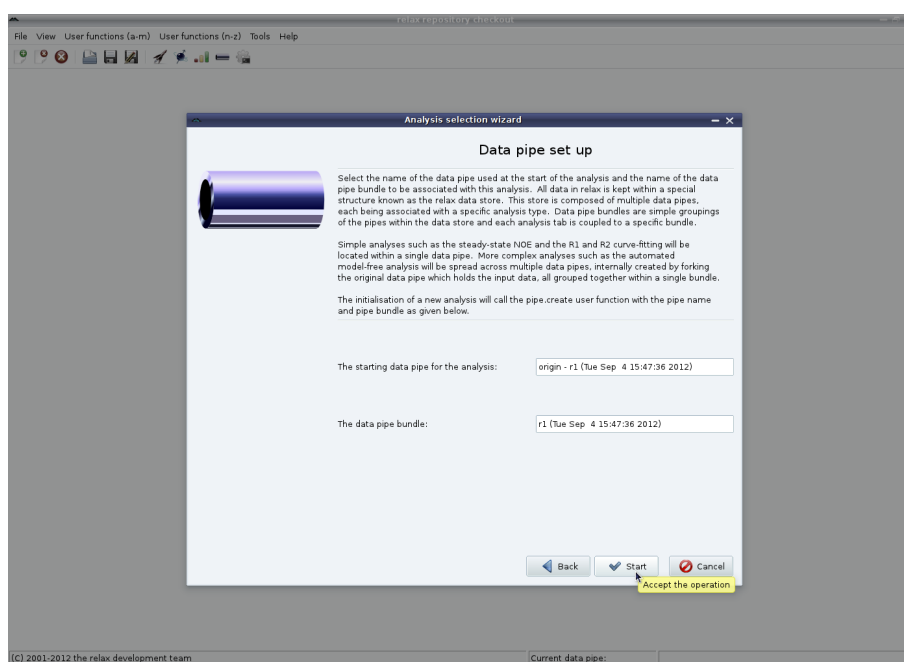 relax repository checkout
File View User functions (a-m) User functions (n-z) Tools Help
Analysis selection wizard
Data pipe set up
Select the name of the data pipe used at the start of the analysis and the name of the data
pipe bundle to be associated with this analysis. All data in relax is kept within a special
structure known as the relax data store. This store is composed of multiple data pipes,
each being associated with a specific analysis type. Data pipe bundles are simple groupings
of the pipes within the data store and each analysis tab is coupled to a specific bundle.
Simple analyses such as the steady-state NOE and the R1 and R2 curve-fitting will be
located within a single data pipe. More complex analyses such as the automated
model-free analysis will be spread across multiple data pipes, internally created by forking
the original data pipe which holds the input data, all grouped together within a single bundle.
The initialisation of a new analysis will call the pipe.create user function with the pipe name
and pipe bundle as given below.
The starting data pipe for the analysis: origin - r1 (Tue Sep 4 15:47:36 2012)
The data pipe bundle: r1 (Tue Sep 4 15:47:36 2012)
Back Start Cancel
Accept the operation
(C) 2001-2012 the relax development team Current data pipe: